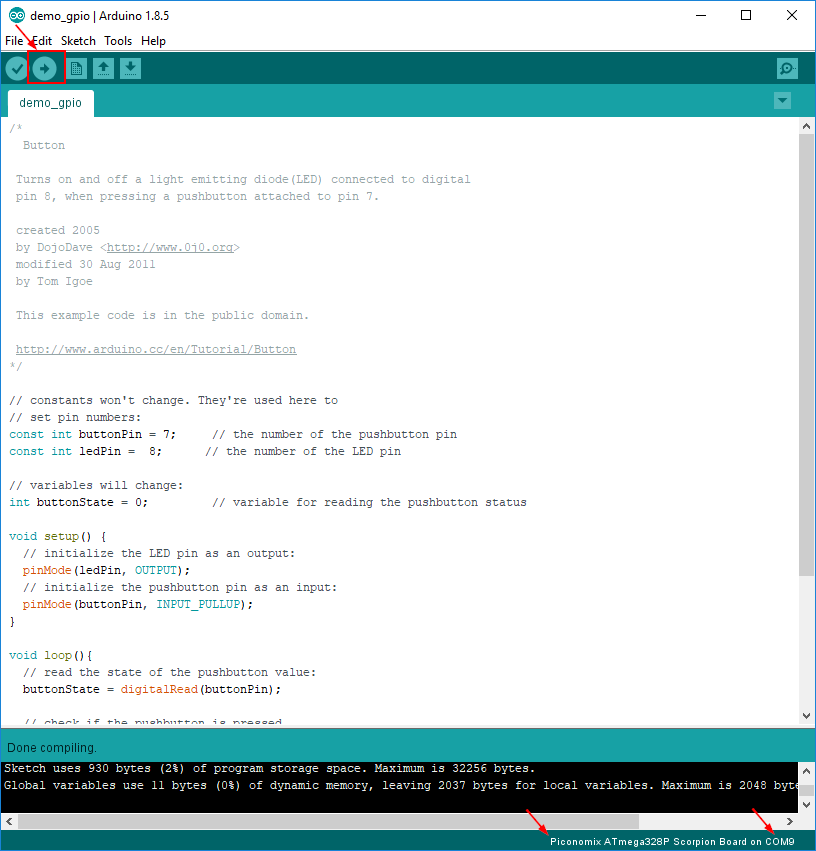 demo_gpio | Arduino 1.8.5
File Edit Sketch Tools Help
demo_gpio
/*
  Button

 Turns on and off a light emitting diode(LED) connected to digital
 pin 8, when pressing a pushbutton attached to pin 7.

 created 2005
 by DojoDave <http://www.0j0.org>
 modified 30 Aug 2011
 by Tom Igoe

 This example code is in the public domain.

 http://www.arduino.cc/en/Tutorial/Button
*/

// constants won't change. They're used here to
// set pin numbers:
const int buttonPin = 7;     // the number of the pushbutton pin
const int ledPin =  8;      // the number of the LED pin

// variables will change:
int buttonState = 0;         // variable for reading the pushbutton status

void setup() {
  // initialize the LED pin as an output:
  pinMode(ledPin, OUTPUT);
  // initialize the pushbutton pin as an input:
  pinMode(buttonPin, INPUT_PULLUP);
}

void loop(){
  // read the state of the pushbutton value:
  buttonState = digitalRead(buttonPin);

  // check if the pushbutton is pressed
Done compiling.
Sketch uses 930 bytes (2%) of program storage space. Maximum is 32256 bytes.
Global variables use 11 bytes (0%) of dynamic memory, leaving 2037 bytes for local variables. Maximum is 2048 byte
Piconomix ATmega328P Scorpion Board on COM9